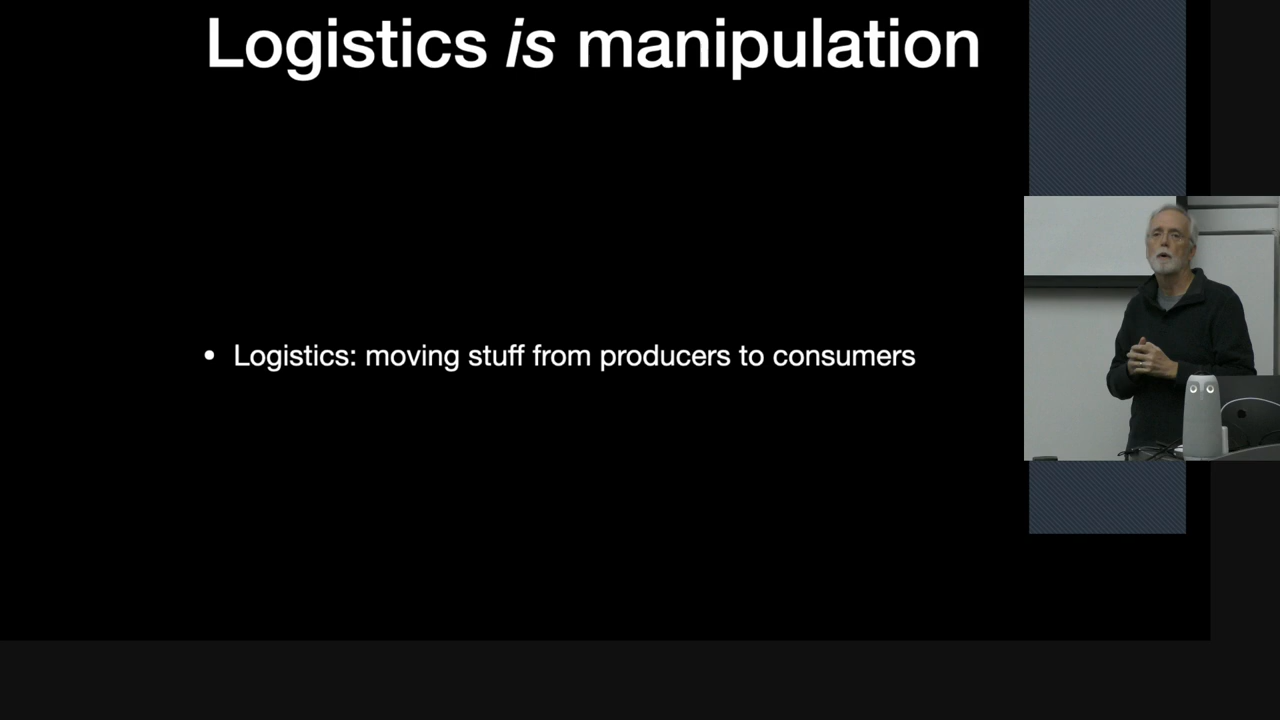 Logistics is manipulation
• Logistics: moving stuff from producers to consumers